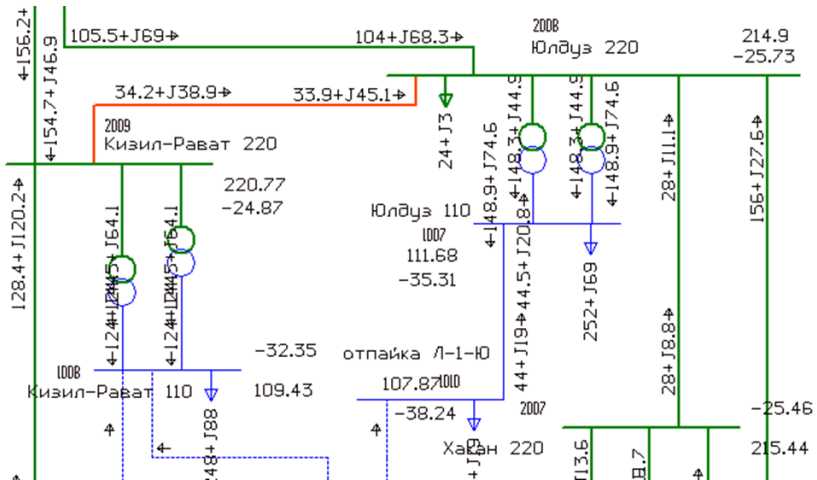 ←156.2+
←154.7+J46.9
105.5+J69→
104+J68.3→
2008
Юлдуз 220
214.9
-25.73
34.2+J38.9→
33.9+J45.1→
2009
Кизил-Рават 220
220.77
-24.87
24+J3
←148.9+J74.6
←148.3+J44.9
←148.3+J44.9
←148.9+J74.6
28+J11.1→
156+J27.6→
128.4+J120.2→
Юлдуз 110
1007
111.68
-35.31
44.5+J20.8→
252+J69
44+J19→
28+J8.8→
1008
-32.35
Кизил-Рават 110
109.43
отпайка Л-1-Ю
107.87
1010
-38.24
2007
-25.46
Хакан 220
215.44
248+J88
J13.6